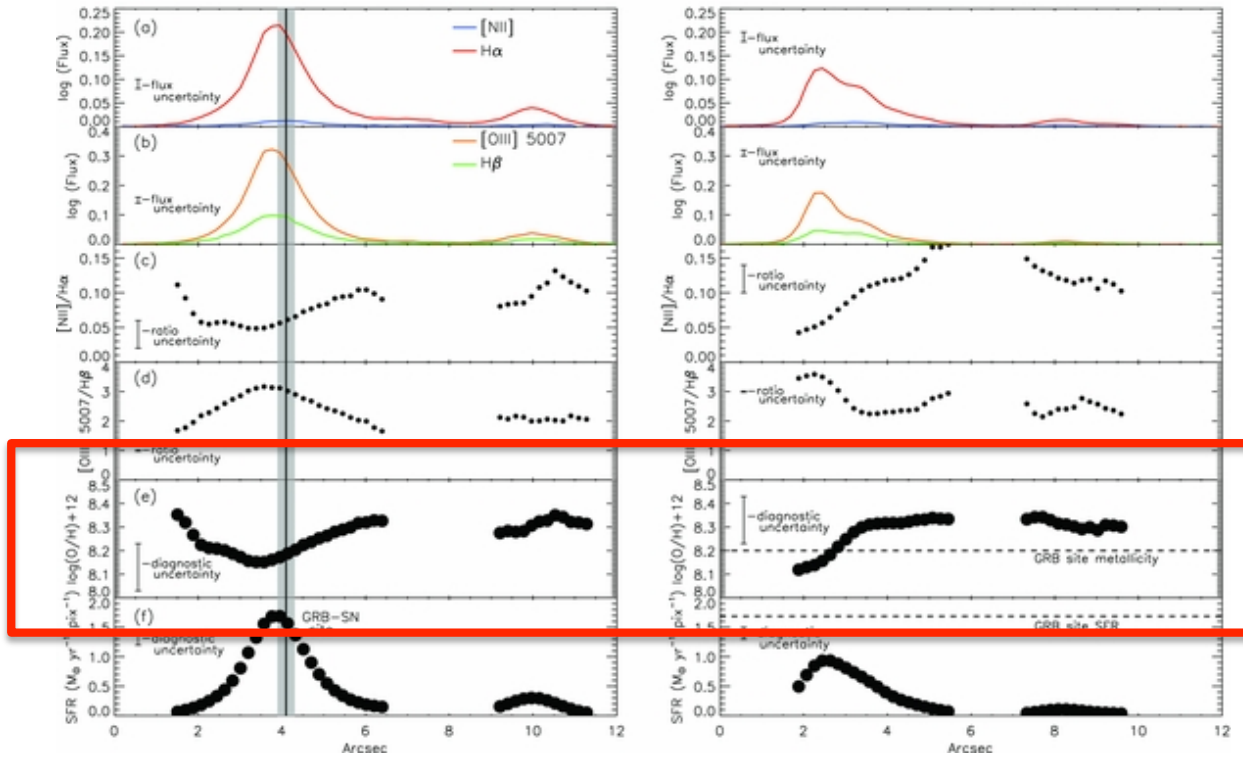 (a)
[NII]
Hα
I-flux
uncertainty
log (Flux)
0.25
0.20
0.15
0.10
0.05
0.00
(b)
[OIII] 5007
Hβ
I-flux
uncertainty
log (Flux)
0.4
0.3
0.2
0.1
0.0
(c)
-ratio
uncertainty
[NII]/Hα
0.15
0.10
0.05
0.00
(d)
-ratio
uncertainty
[OIII] 5007/Hβ
4
3
2
1
0
(e)
-diagnostic
uncertainty
log(O/H)+12
8.5
8.4
8.3
8.2
8.1
8.0
(f)
GRB-SN
-diagnostic
uncertainty
SFR (M⊙ yr⁻¹ pix⁻¹)
2.0
1.5
1.0
0.5
0.0
0 2 4 6 8 10 12
Arcsec
I-flux
uncertainty
log (Flux)
0.25
0.20
0.15
0.10
0.05
0.00
I-flux
uncertainty
log (Flux)
0.4
0.3
0.2
0.1
0.0
-ratio
uncertainty
[NII]/Hα
0.15
0.10
0.05
0.00
-ratio
uncertainty
[OIII] 5007/Hβ
4
3
2
1
0
-diagnostic
uncertainty
GRB site metallicity
log(O/H)+12
8.5
8.4
8.3
8.2
8.1
8.0
GRB site SFR
uncertainty
SFR (M⊙ yr⁻¹ pix⁻¹)
2.0
1.5
1.0
0.5
0.0
0 2 4 6 8 10 12
Arcsec